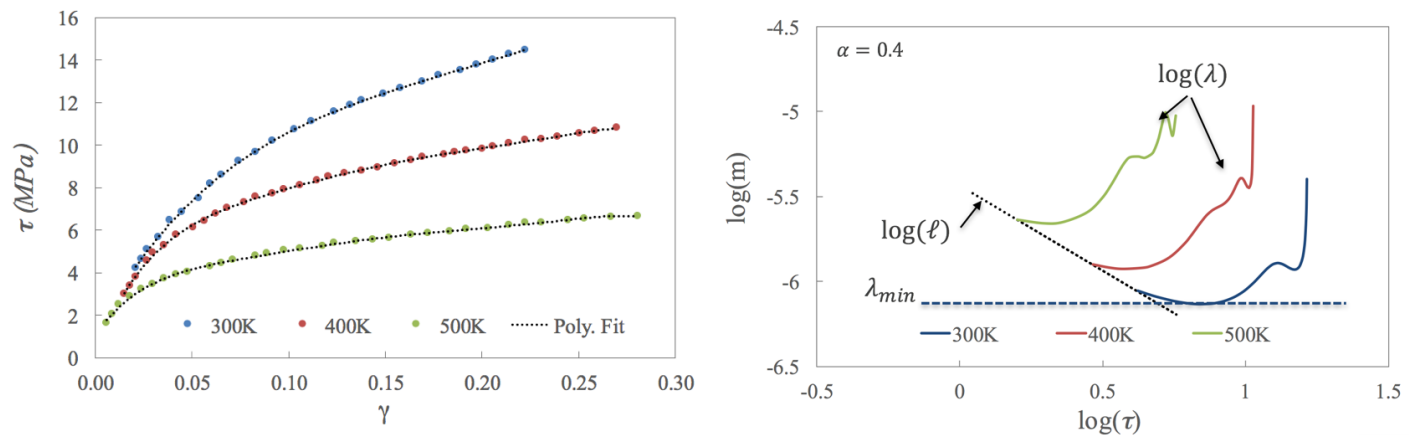 16
14
12
10
8
6
4
2
0
τ (MPa)
300K
400K
500K
Poly. Fit
0.00
0.05
0.10
0.15
0.20
0.25
0.30
γ
-4.5
-5
-5.5
-6
-6.5
log(m)
α = 0.4
log(λ)
log(ℓ)
λmin
300K
400K
500K
-0.5
0
0.5
1
1.5
log(τ)